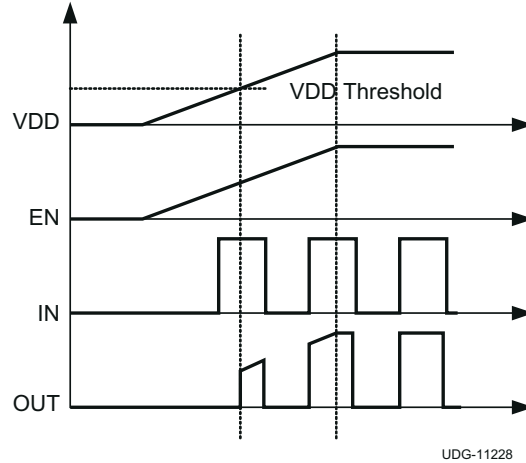 VDD Threshold
VDD
EN
IN
OUT
UDG-11228